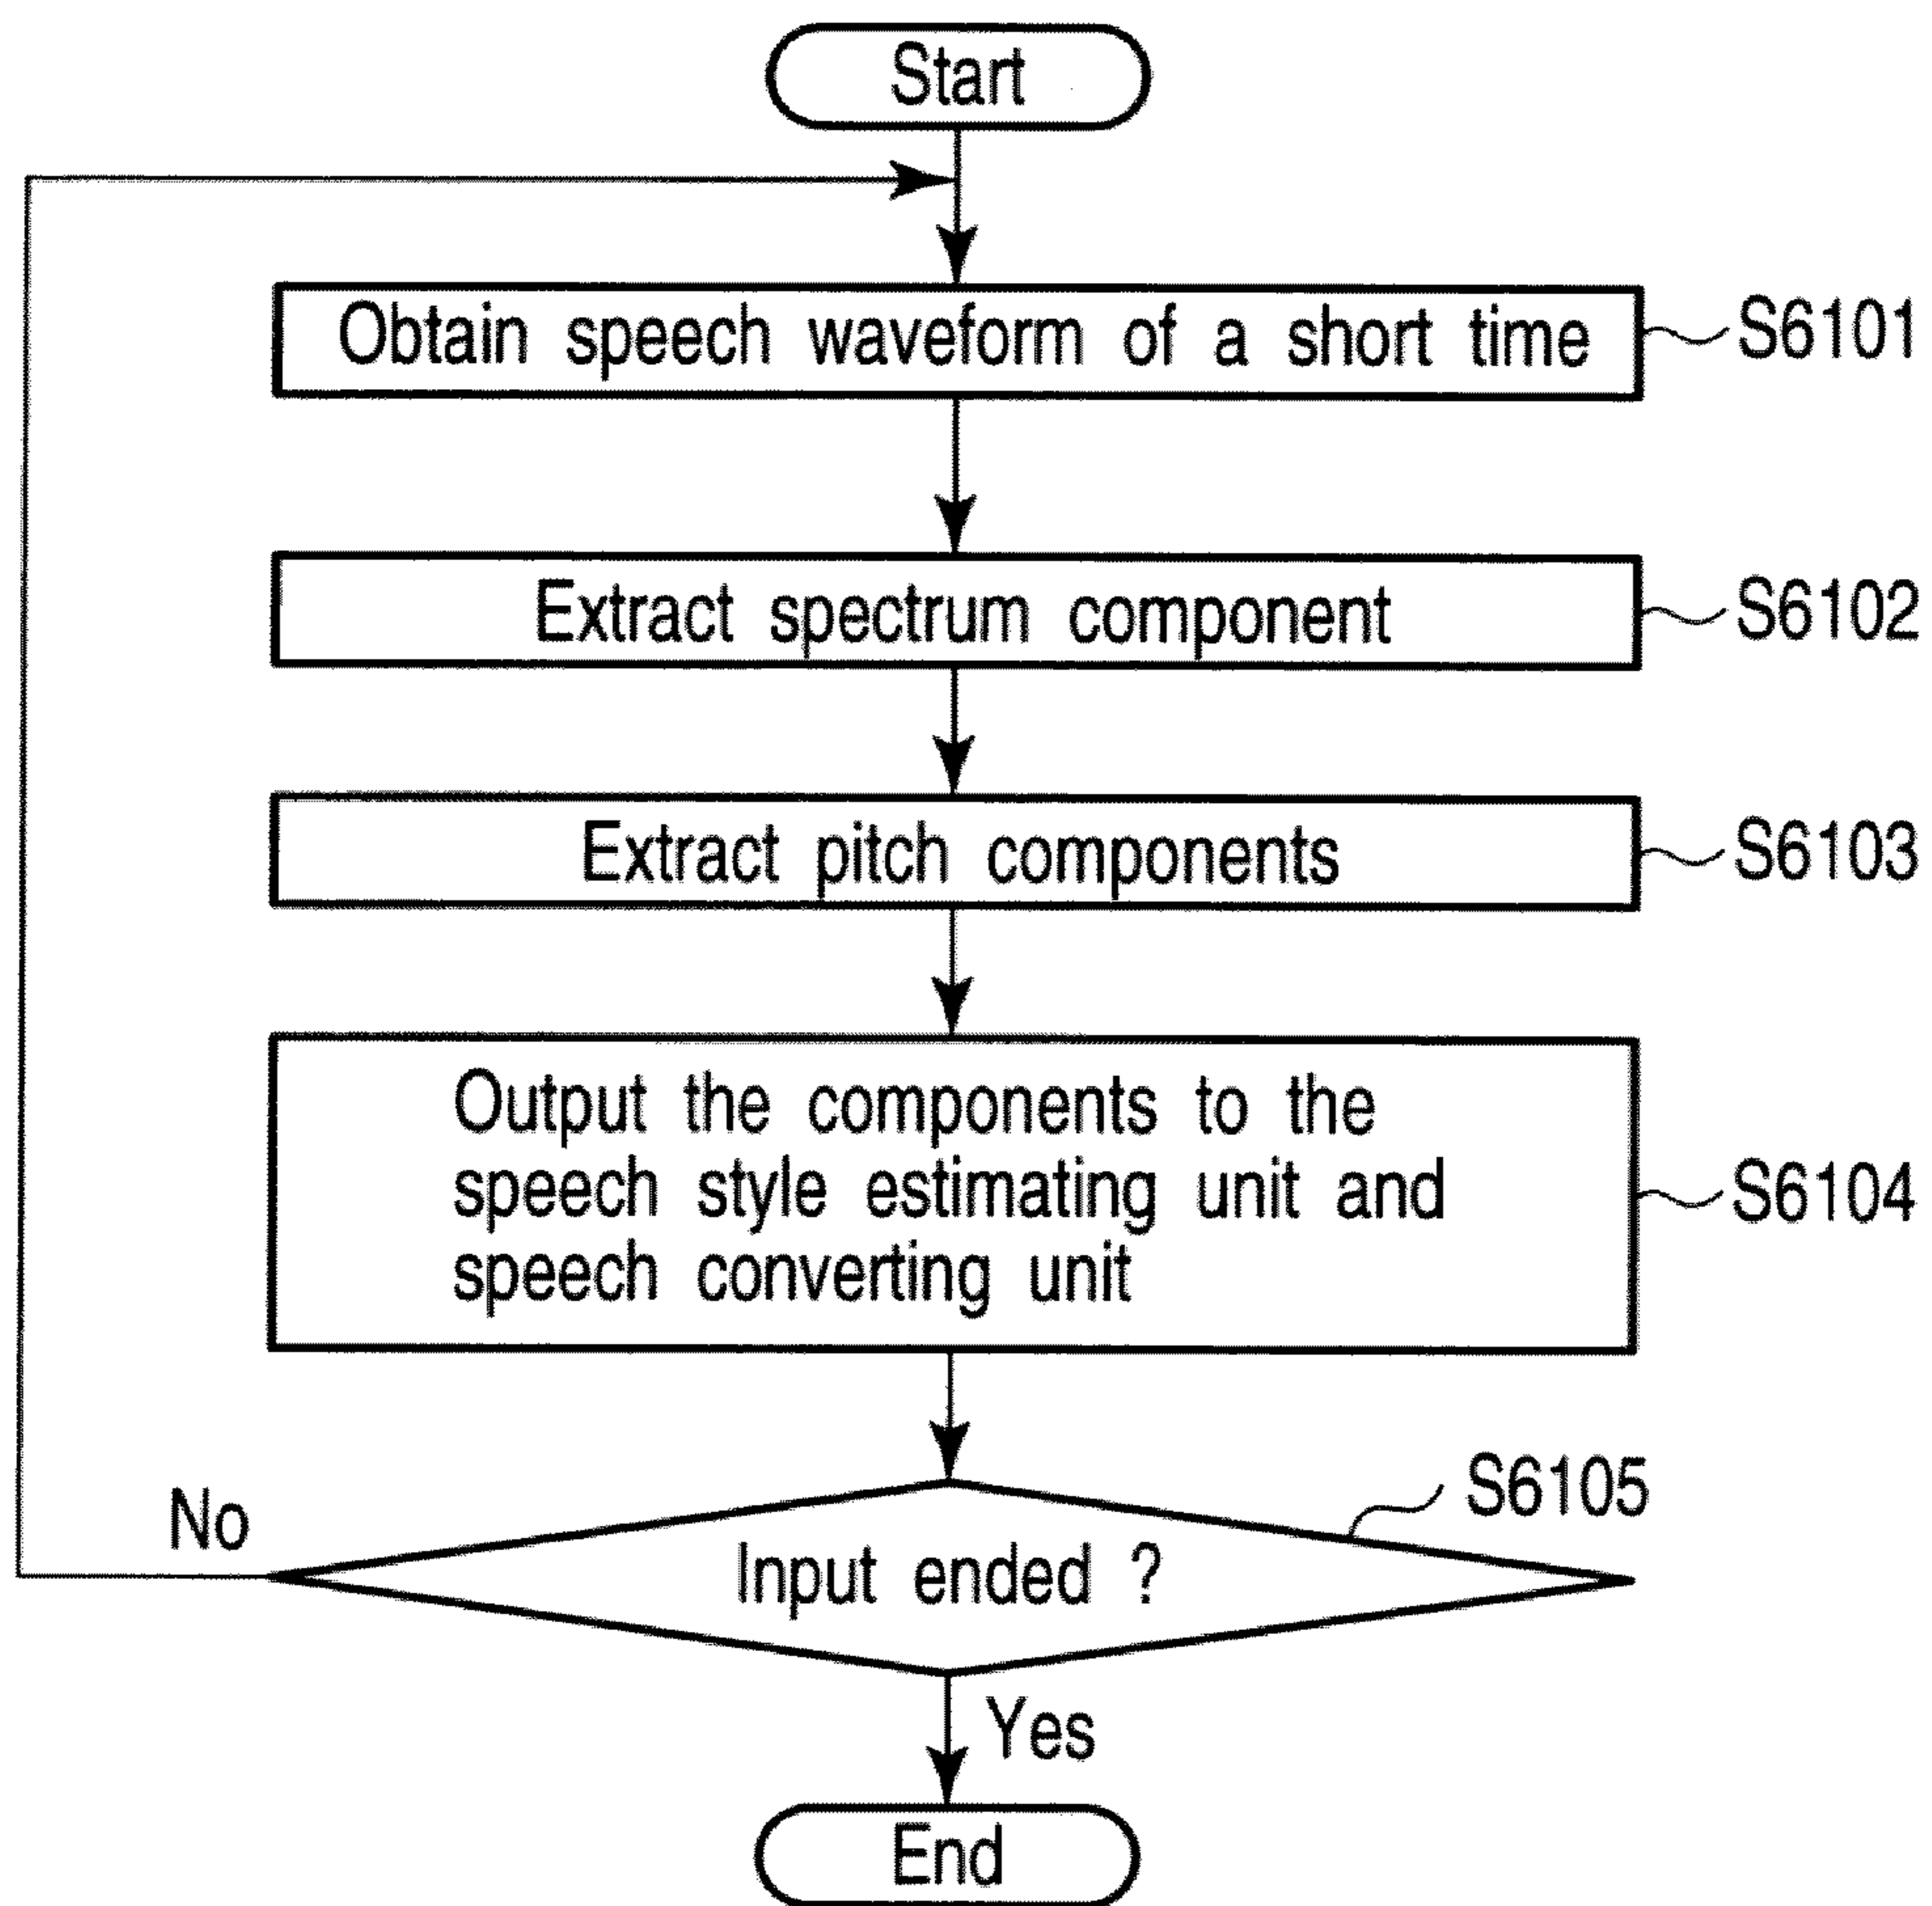 Start
Obtain speech waveform of a short time
S6101
Extract spectrum component
S6102
Extract pitch components
S6103
Output the components to the
speech style estimating unit and
speech converting unit
S6104
S6105
No
Input ended ?
Yes
End